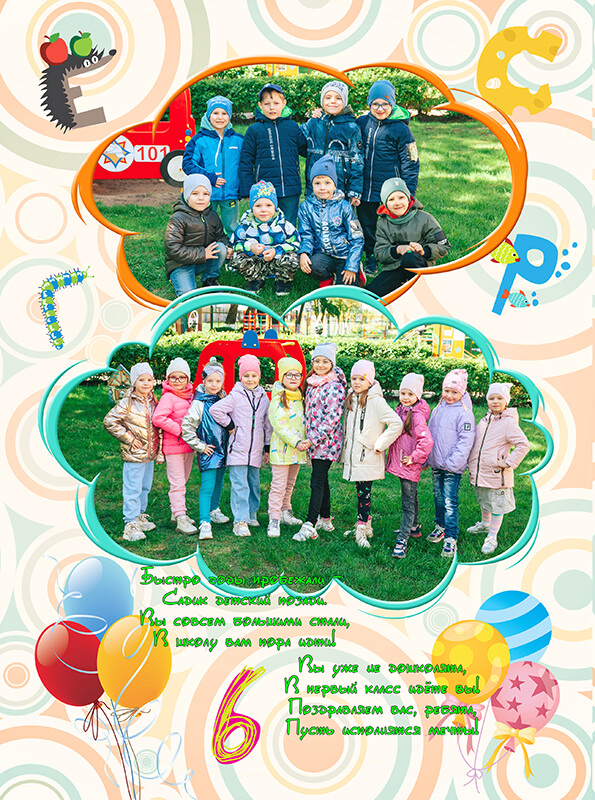 Е
С
101
Г
Р
Быстро годы пробежали –
Садик детский позади.
Вы совсем большими стали,
В школу вам пора идти!
6
Вы уже не дошколята,
В первый класс идёте вы!
Поздравляем вас, ребята,
Пусть исполнятся мечты!